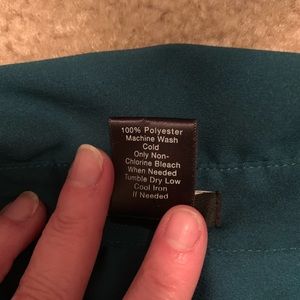 100% Polyester
Machine Wash
Cold
Only Non-
Chlorine Bleach
When Needed
Tumble Dry Low
Cool Iron
If Needed